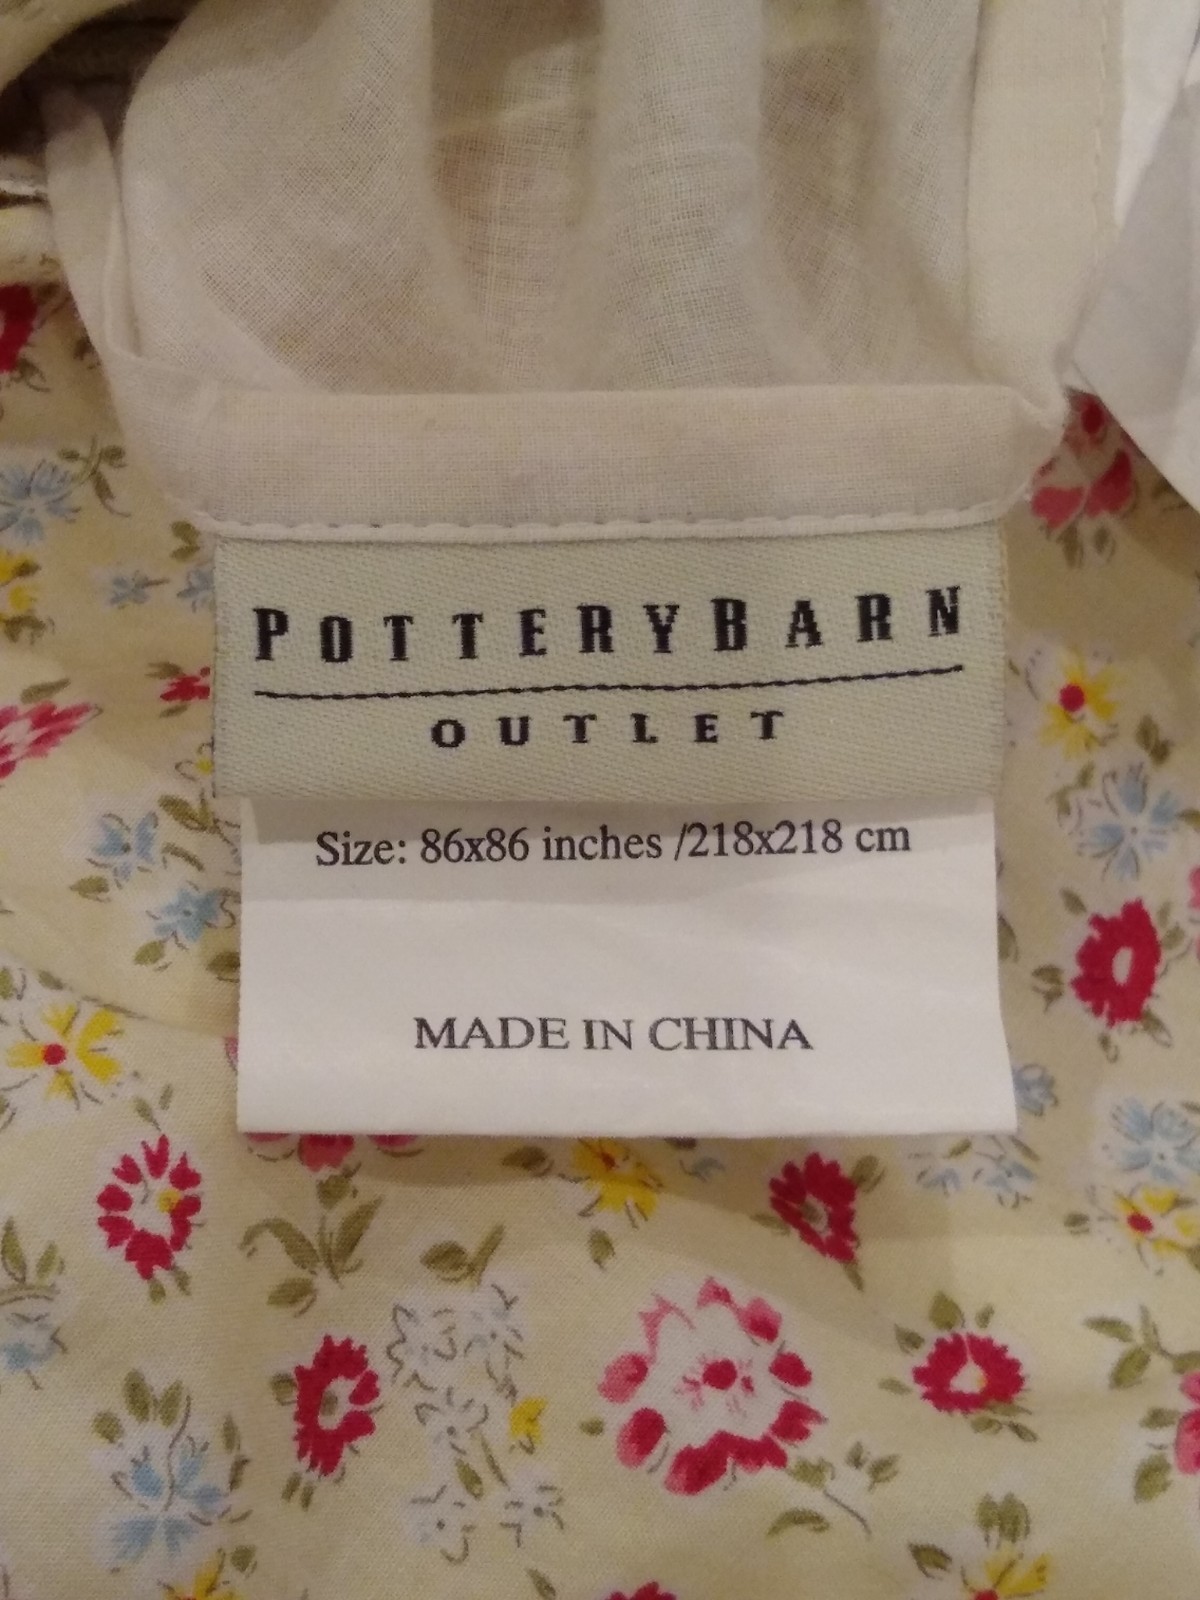 POTTERYBARN
OUTLET
Size: 86x86 inches /218x218 cm
MADE IN CHINA